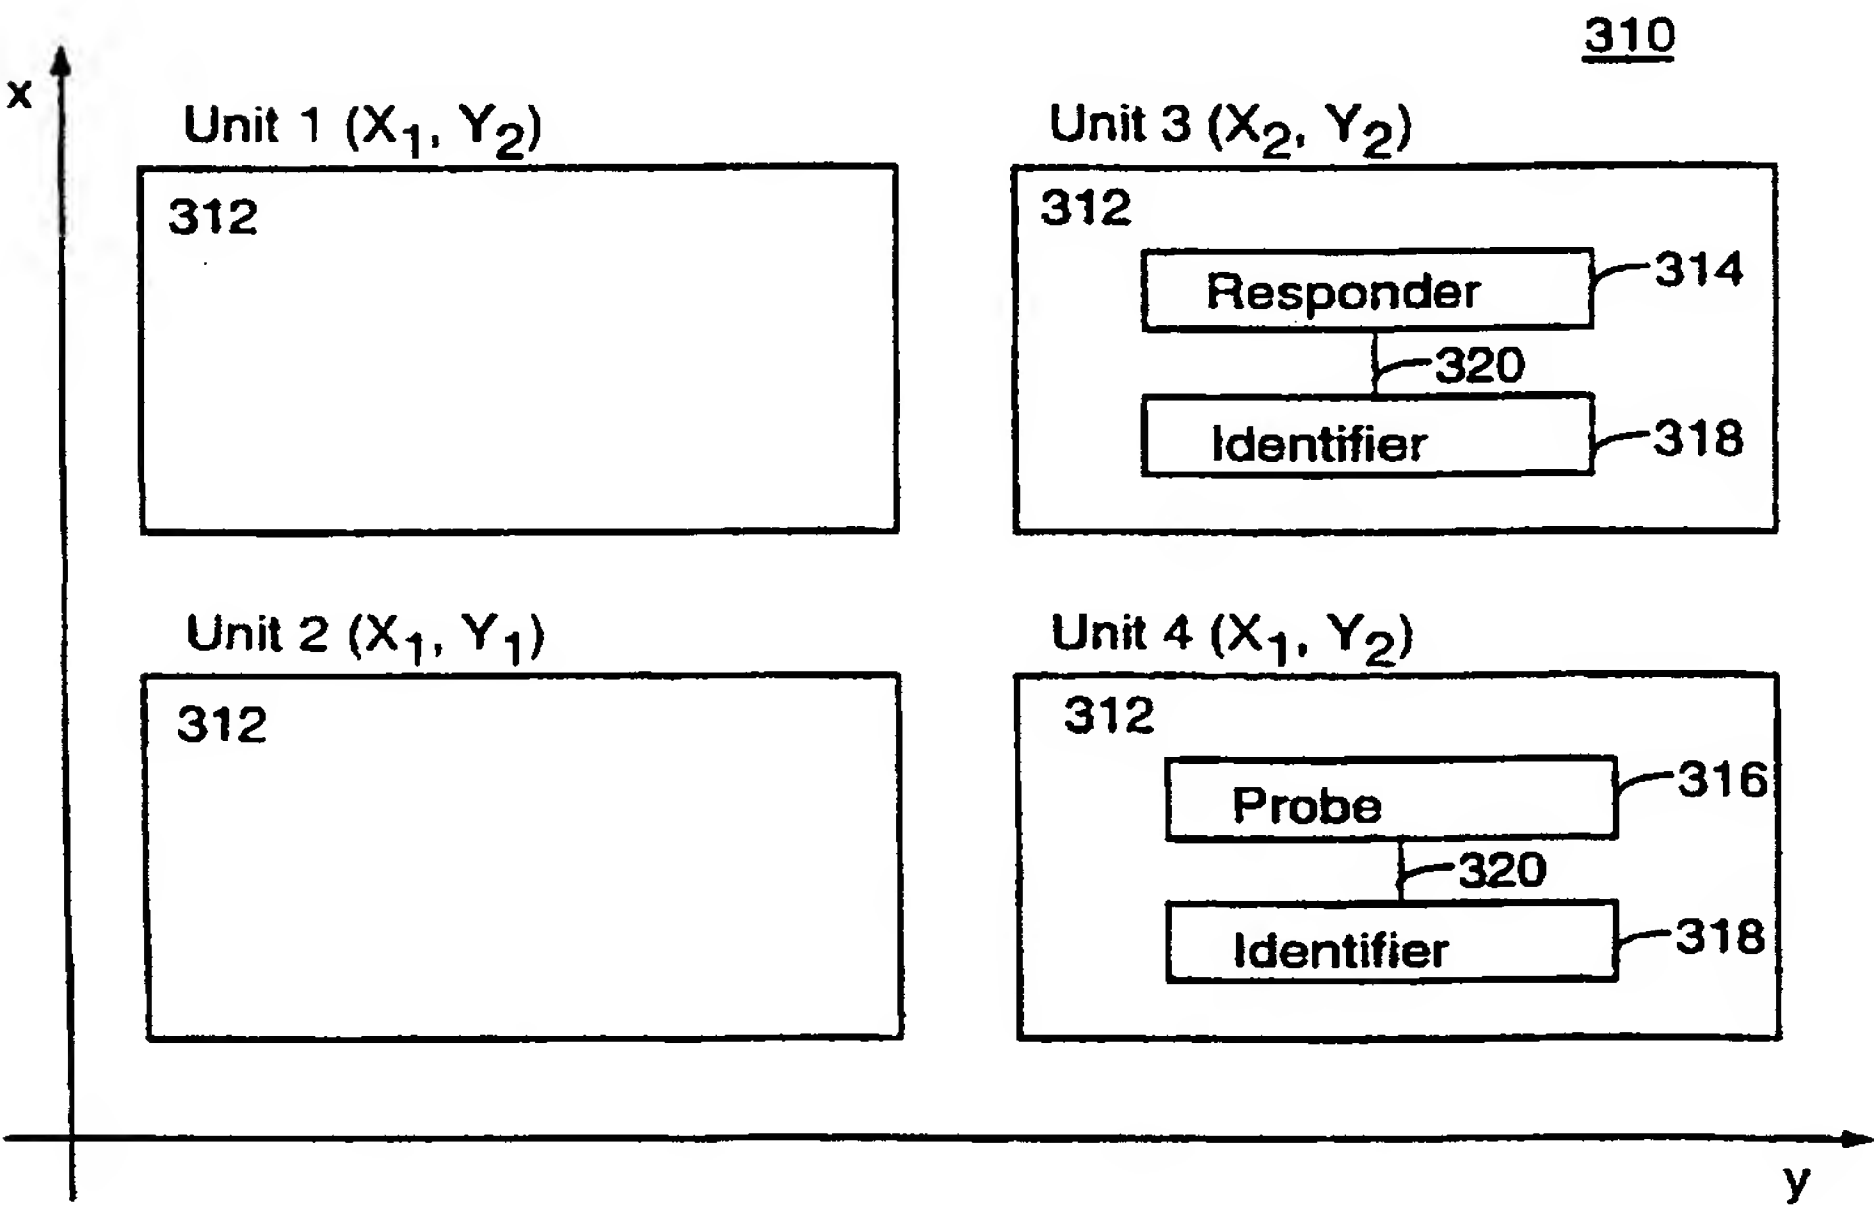 310
x
Unit 1 (X₁, Y₂)
312
Unit 3 (X₂, Y₂)
312
Responder
314
320
Identifier
318
Unit 2 (X₁, Y₁)
312
Unit 4 (X₁, Y₂)
312
Probe
316
320
Identifier
318
y